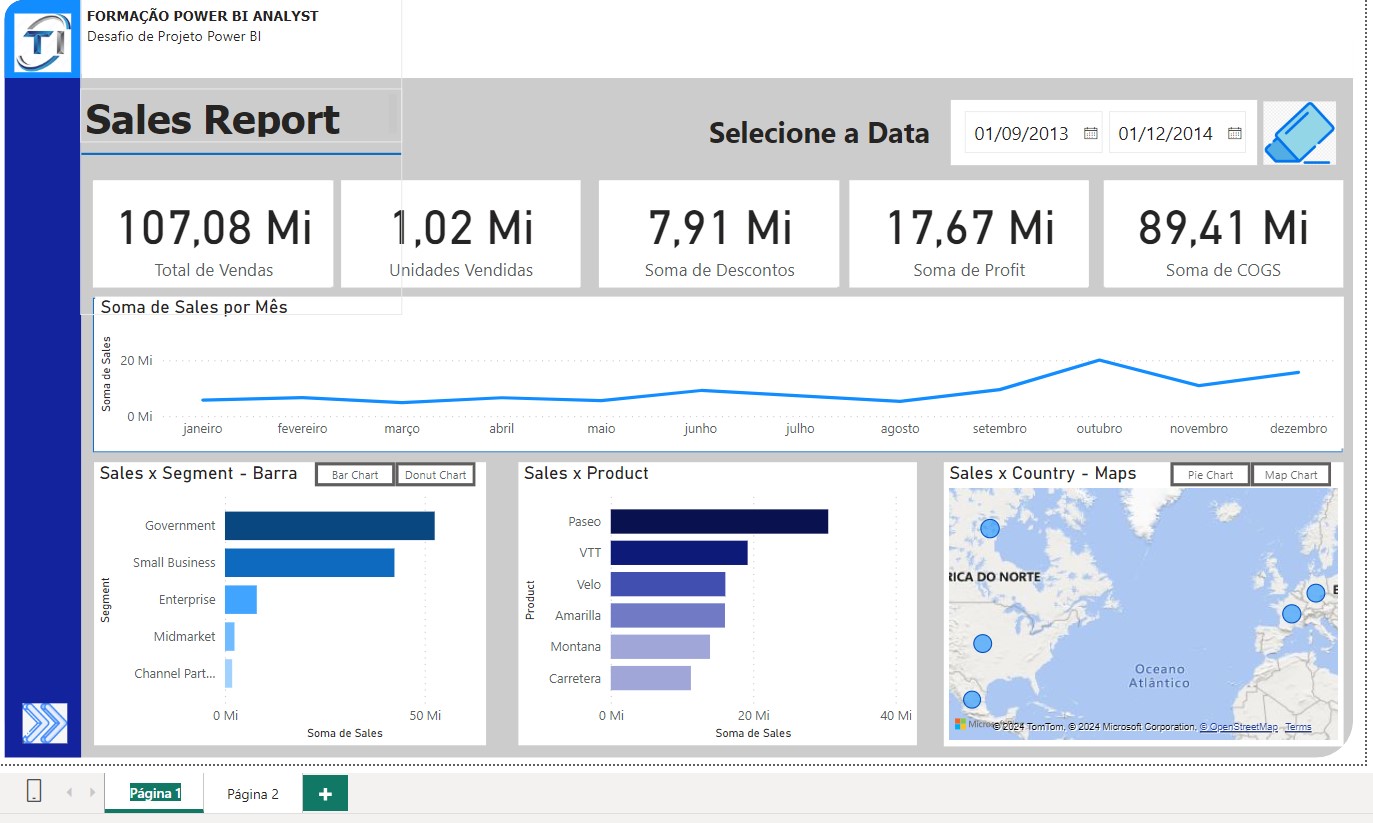 TI
FORMAÇÃO POWER BI ANALYST
Desafio de Projeto Power BI
Sales Report
Selecione a Data
01/09/2013
01/12/2014
107,08 Mi
Total de Vendas
1,02 Mi
Unidades Vendidas
7,91 Mi
Soma de Descontos
17,67 Mi
Soma de Profit
89,41 Mi
Soma de COGS
Soma de Sales por Mês
Soma de Sales
20 Mi
0 Mi
janeiro fevereiro março abril maio junho julho agosto setembro outubro novembro dezembro
Sales x Segment - Barra
Bar Chart
Donut Chart
Segment
Government
Small Business
Enterprise
Midmarket
Channel Part...
0 Mi 50 Mi
Soma de Sales
Sales x Product
Product
Paseo
VTT
Velo
Amarilla
Montana
Carretera
0 Mi 20 Mi 40 Mi
Soma de Sales
Sales x Country - Maps
Pie Chart
Map Chart
RICA DO NORTE
E
Oceano
Atlântico
© 2024 TomTom, © 2024 Microsoft Corporation, © OpenStreetMap Terms
Página 1
Página 2
+